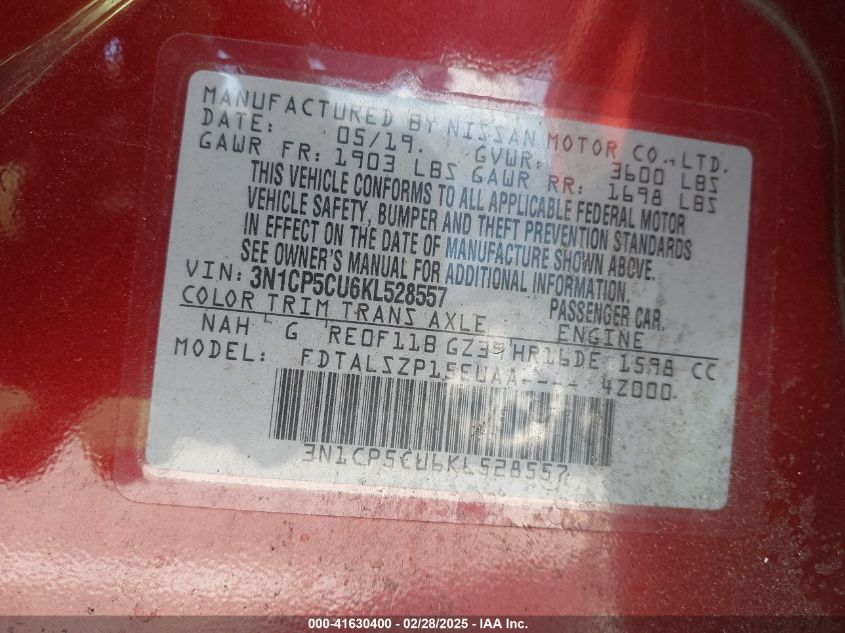 MANUFACTURED BY NISSAN MOTOR CO.,LTD.
DATE: 05/19. GVWR: 3600 LBS
GAWR FR: 1903 LBS GAWR RR: 1698 LBS
THIS VEHICLE CONFORMS TO ALL APPLICABLE FEDERAL MOTOR
VEHICLE SAFETY, BUMPER AND THEFT PREVENTION STANDARDS
IN EFFECT ON THE DATE OF MANUFACTURE SHOWN ABOVE.
SEE OWNER'S MANUAL FOR ADDITIONAL INFORMATION.
VIN: 3N1CP5CU6KL528557 PASSENGER CAR.
COLOR TRIM TRANS AXLE ENGINE
NAH G RE0F11B GZ35 HR16DE 1598 CC
MODEL: FDTALSZP15EUAA---- 4Z000
3N1CP5CU6KL528557
000-41630400 - 02/28/2025 - IAA Inc.